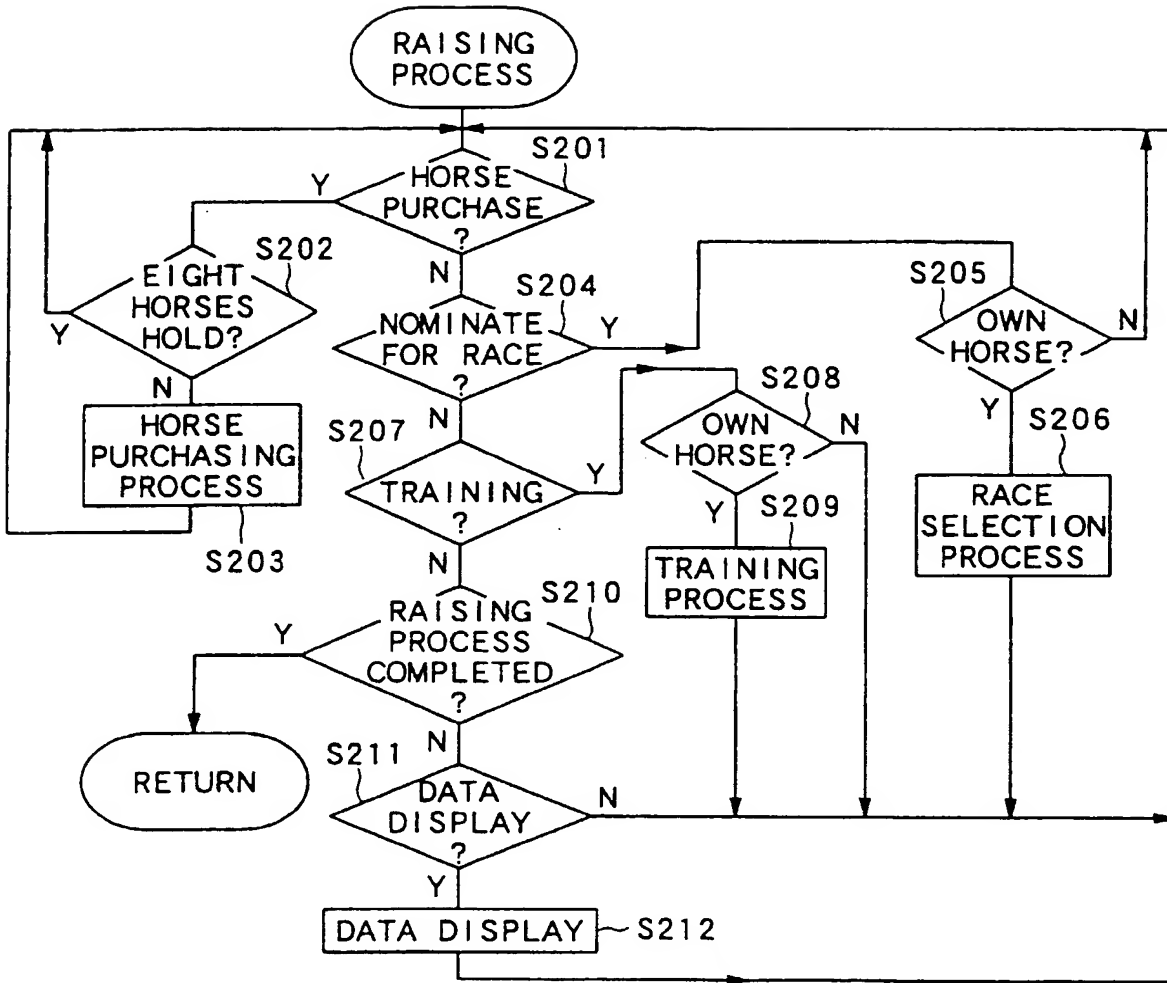 RAISING
PROCESS
S201
Y
HORSE
PURCHASE
?
N
S202
EIGHT
HORSES
HOLD?
Y
N
HORSE
PURCHASING
PROCESS
S203
S204
NOMINATE
FOR RACE
?
Y
N
S205
OWN
HORSE?
N
Y
S206
RACE
SELECTION
PROCESS
S207
TRAINING
?
Y
N
S208
OWN
HORSE?
N
Y
S209
TRAINING
PROCESS
S210
RAISING
PROCESS
COMPLETED
?
Y
N
RETURN
S211
DATA
DISPLAY
?
N
Y
DATA DISPLAY
S212